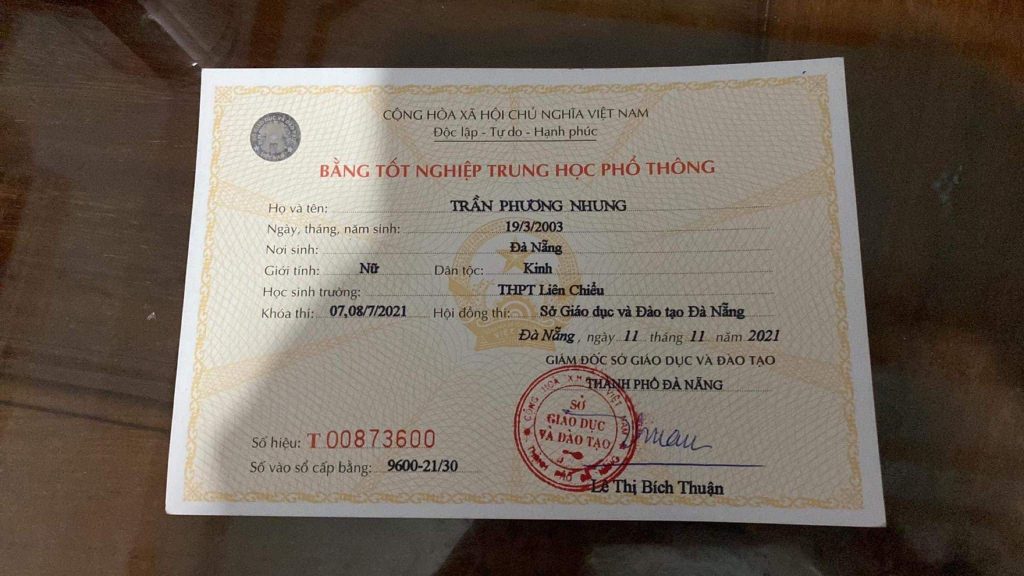 CỘNG HÒA XÃ HỘI CHỦ NGHĨA VIỆT NAM
Độc lập - Tự do - Hạnh phúc
BẰNG TỐT NGHIỆP TRUNG HỌC PHỔ THÔNG
Họ và tên: TRẦN PHƯƠNG NHUNG
Ngày, tháng, năm sinh: 19/3/2003
Nơi sinh: Đà Nẵng
Giới tính: Nữ Dân tộc: Kinh
Học sinh trường: THPT Liên Chiểu
Khóa thi: 07,08/7/2021 Hội đồng thi: Sở Giáo dục và Đào tạo Đà Nẵng
Đà Nẵng, ngày 11 tháng 11 năm 2021
GIÁM ĐỐC SỞ GIÁO DỤC VÀ ĐÀO TẠO
THÀNH PHỐ ĐÀ NẴNG
SỞ
GIÁO DỤC
VÀ ĐÀO TẠO
Số hiệu: T 00873600
Số vào sổ cấp bằng: 9600-21/30
Lê Thị Bích Thuận